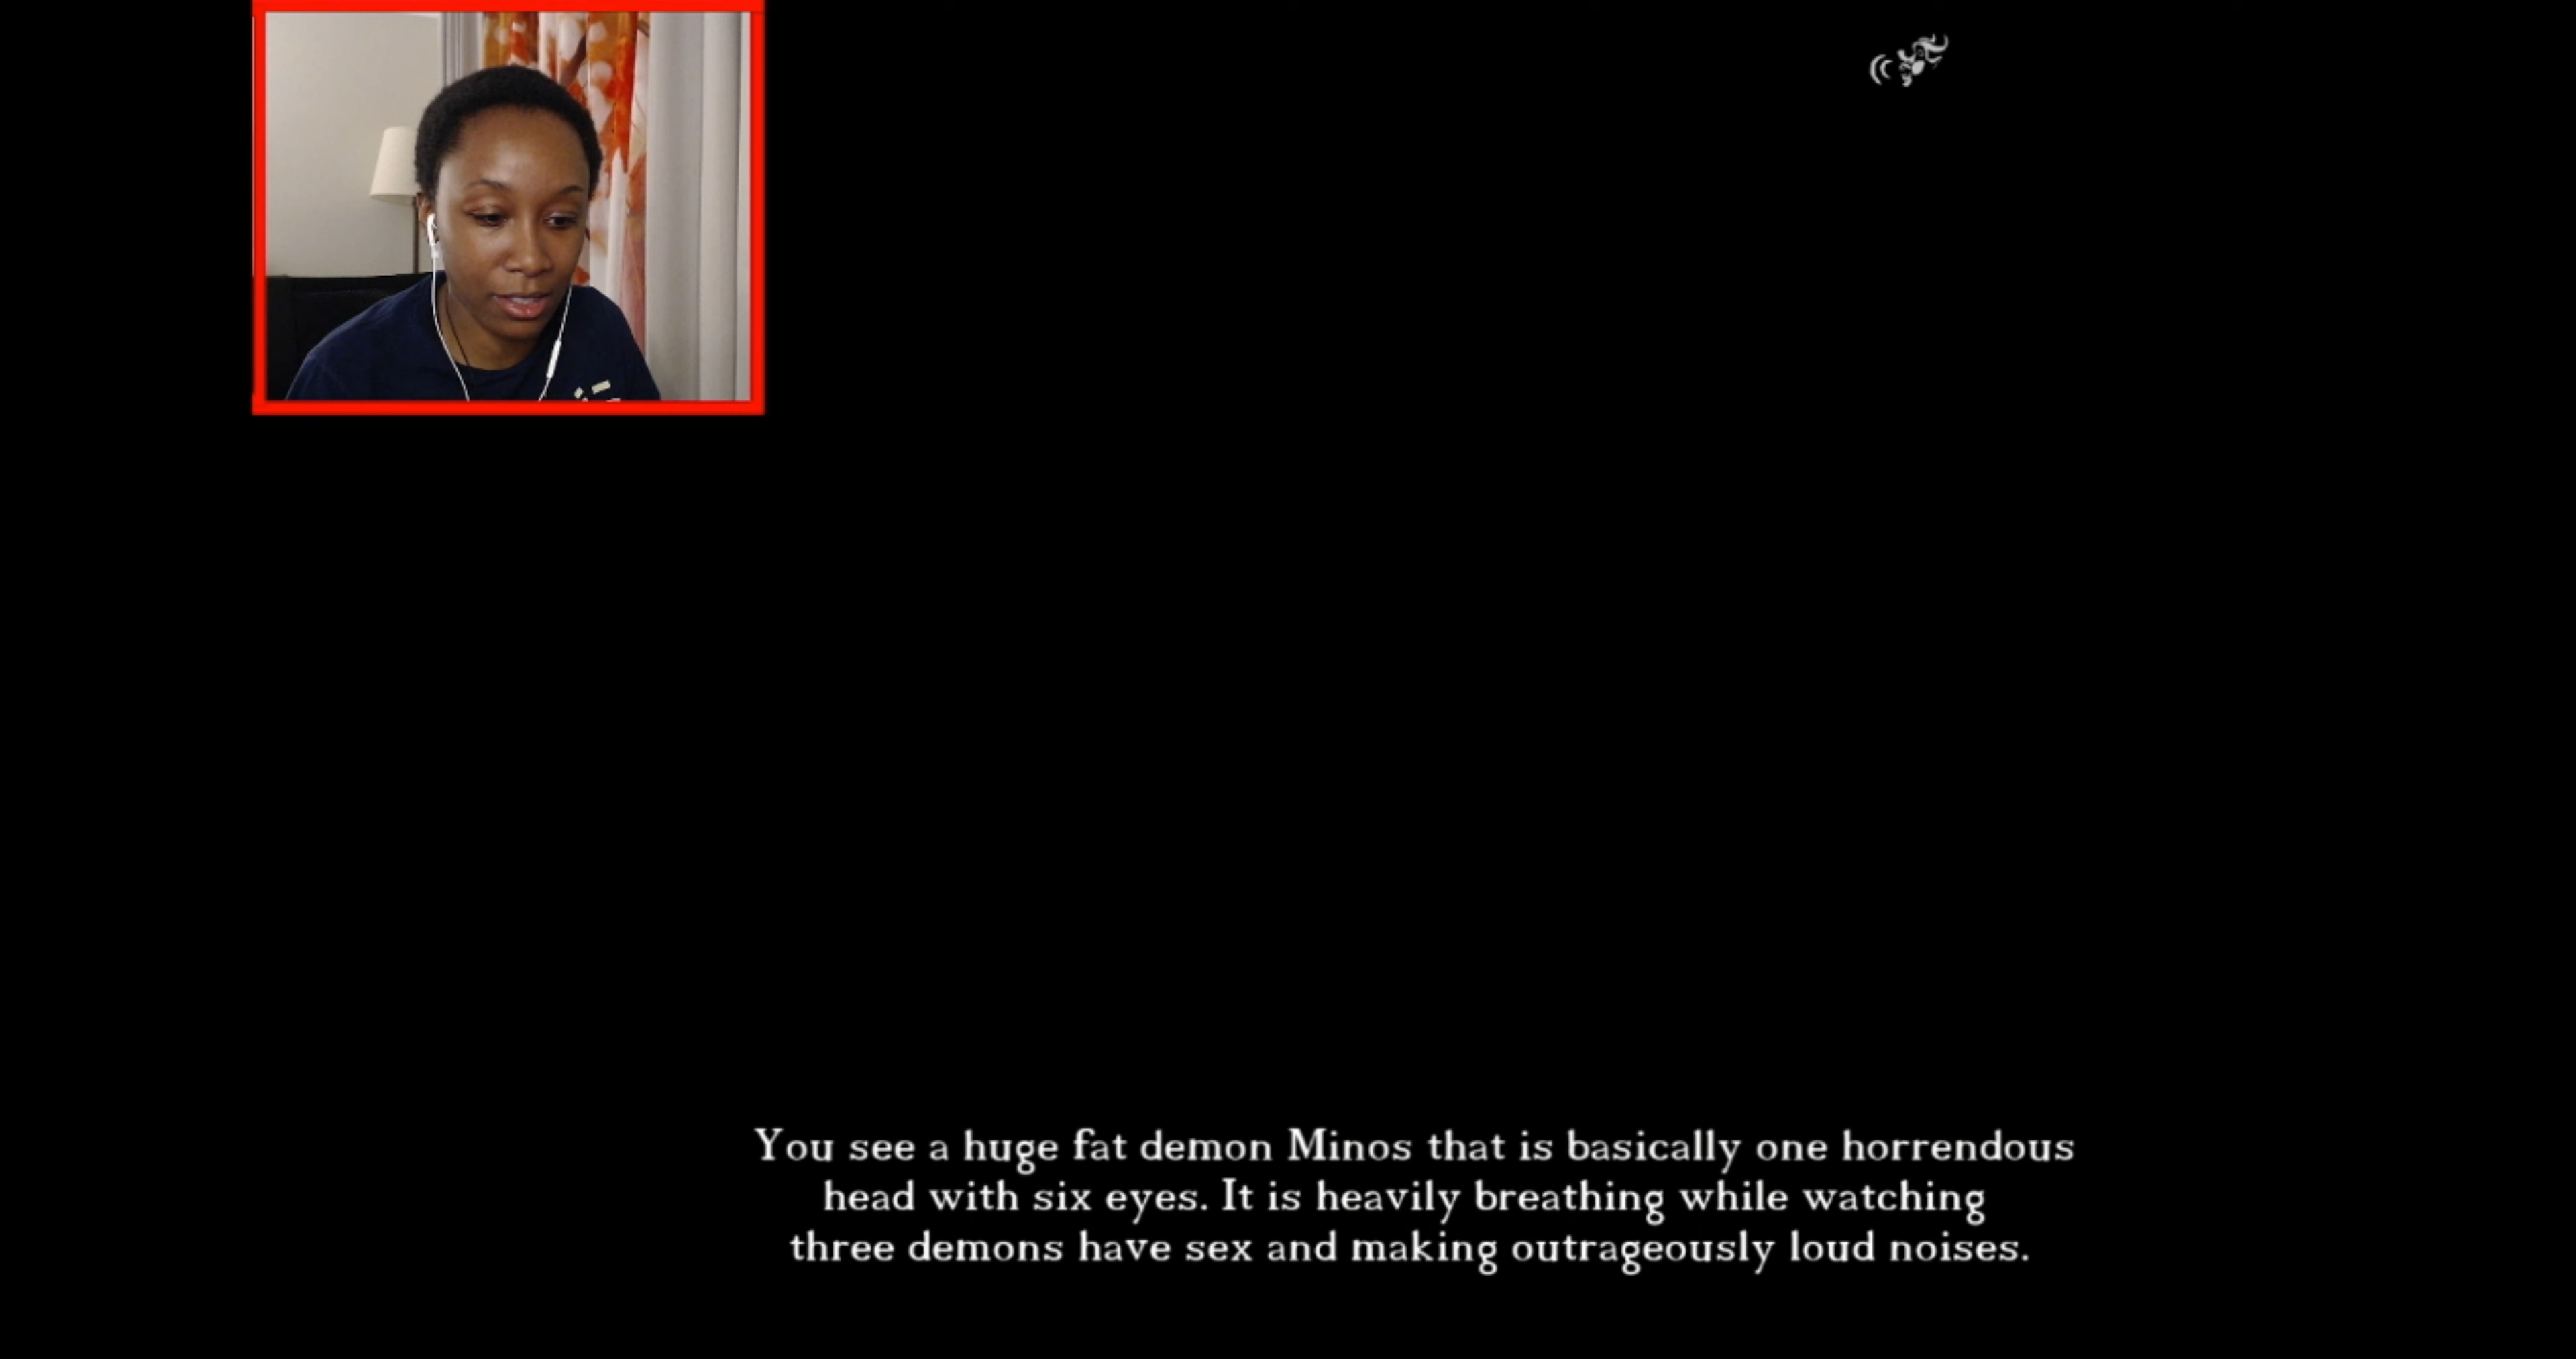 You see a huge fat demon Minos that is basically one horrendous
head with six eyes. It is heavily breathing while watching
three demons have sex and making outrageously loud noises.